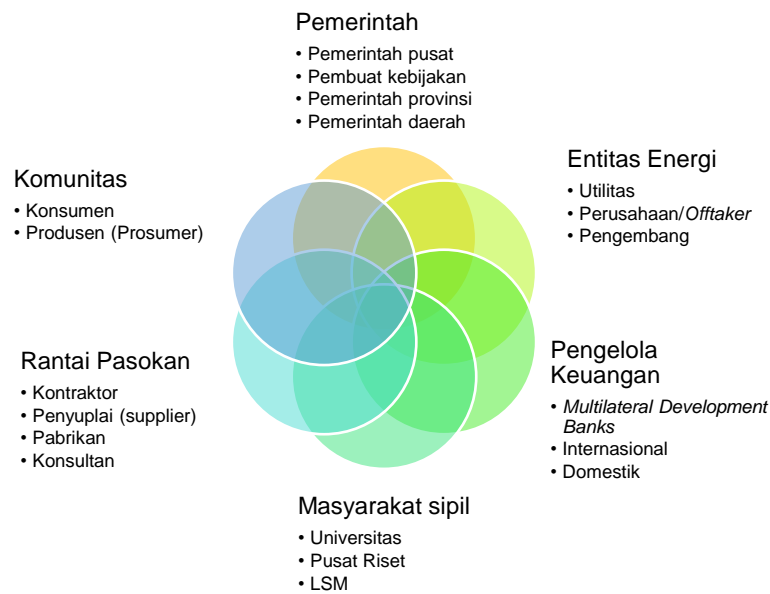 Pemerintah
• Pemerintah pusat
• Pembuat kebijakan
• Pemerintah provinsi
• Pemerintah daerah
Entitas Energi
• Utilitas
• Perusahaan/Offtaker
• Pengembang
Pengelola
Keuangan
• Multilateral Development
Banks
• Internasional
• Domestik
Masyarakat sipil
• Universitas
• Pusat Riset
• LSM
Rantai Pasokan
• Kontraktor
• Penyuplai (supplier)
• Pabrikan
• Konsultan
Komunitas
• Konsumen
• Produsen (Prosumer)